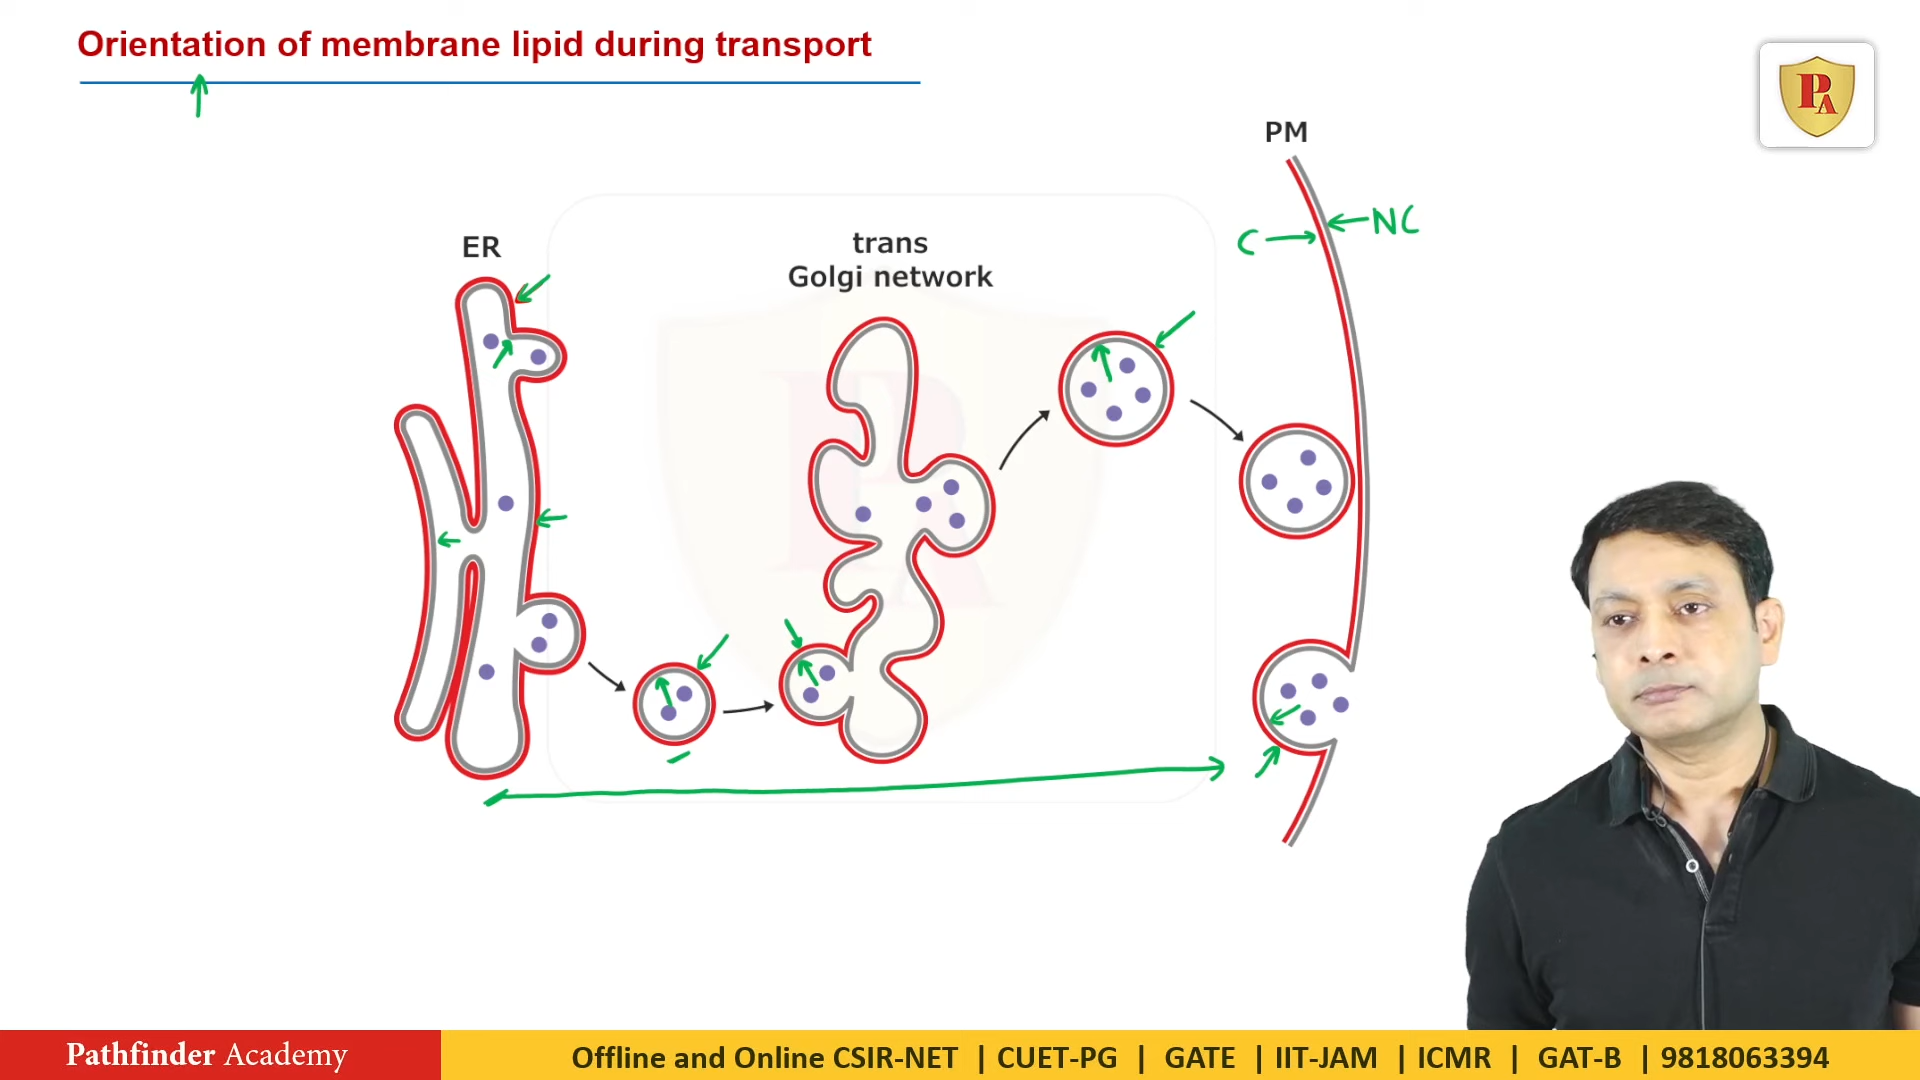 Orientation of membrane lipid during transport
PA
PM
C NC
ER
trans
Golgi network
Pathfinder Academy
Offline and Online CSIR-NET | CUET-PG | GATE | IIT-JAM | ICMR | GAT-B | 9818063394